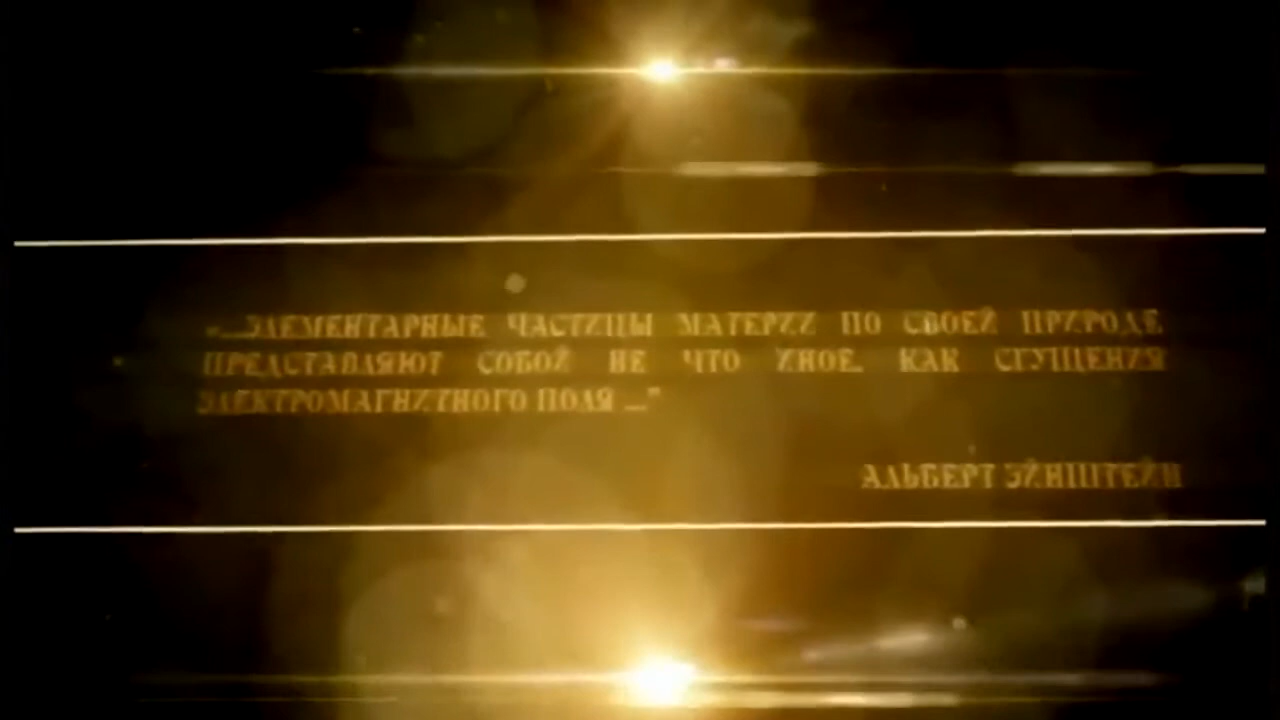 „...ЭЛЕМЕНТАРНЫЕ ЧАСТИЦЫ МАТЕРИИ ПО СВОЕЙ ПРИРОДЕ
ПРЕДСТАВЛЯЮТ СОБОЙ НЕ ЧТО ИНОЕ, КАК СГУЩЕНИЯ
ЭЛЕКТРОМАГНИТНОГО ПОЛЯ ..."
АЛЬБЕРТ ЭЙНШТЕЙН